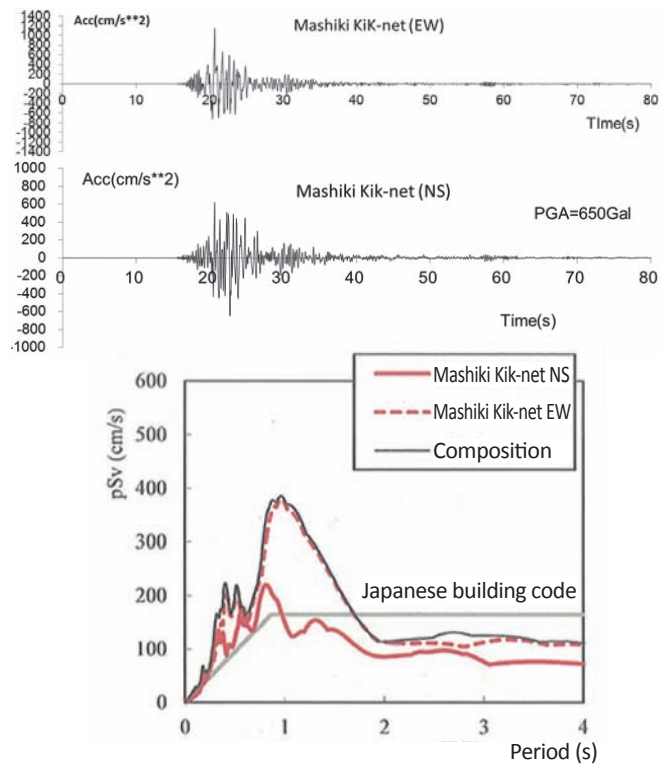 Acc(cm/s**2)
Mashiki KiK-net (EW)
1400
1200
1000
800
600
400
200
0
-200
-400
-600
-800
-1000
-1200
-1400
0 10 20 30 40 50 60 70 80
TIme(s)
Acc(cm/s**2)
Mashiki Kik-net (NS)
PGA=650Gal
1000
800
600
400
200
0
-200
-400
-600
-800
-1000
0 10 20 30 40 50 60 70 80
Time(s)
Mashiki Kik-net NS
Mashiki Kik-net EW
Composition
pSv (cm/s)
600
500
400
300
200
100
0
Japanese building code
0 1 2 3 4
Period (s)